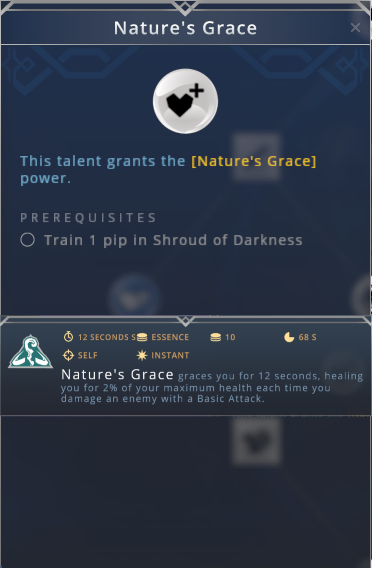 Nature's Grace
This talent grants the [Nature's Grace]
power.
PREREQUISITES
Train 1 pip in Shroud of Darkness
12 SECONDS S ESSENCE 10 68 S
SELF INSTANT
Nature's Grace graces you for 12 seconds, healing
you for 2% of your maximum health each time you
damage an enemy with a Basic Attack.